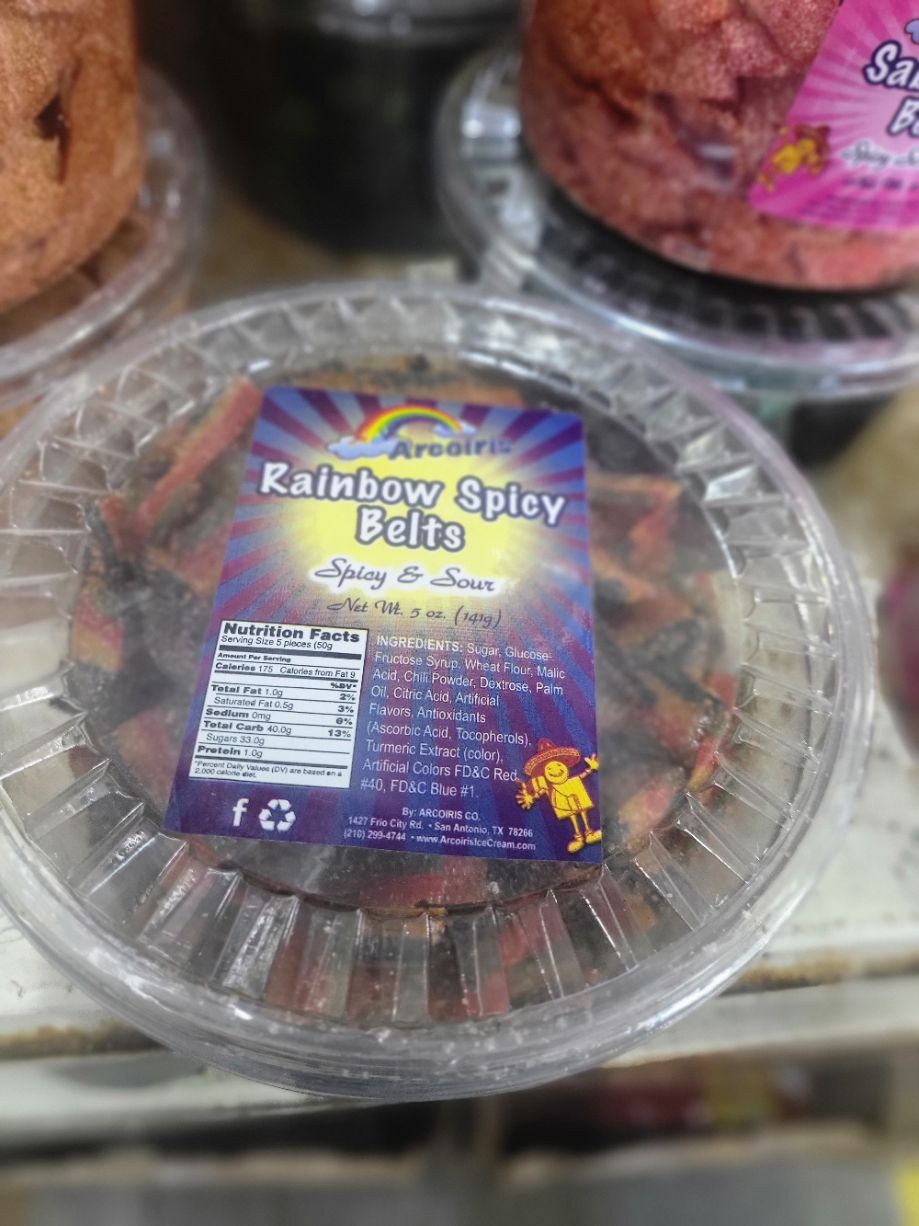 Arcoiris
Rainbow Spicy
Belts
Spicy & Sour
Net Wt. 5 oz. (141g)
Nutrition Facts
Serving Size 5 pieces (50g
Amount Per Serving
Calories 175 Calories from Fat 9
%DV*
Total Fat 1.0g 2%
Saturated Fat 0.5g 3%
Sodium 0mg 0%
Total Carb 40.0g 13%
Sugars 33.0g
Protein 1.0g
*Percent Daily Values (DV) are based on a
2,000 calorie diet.
INGREDIENTS: Sugar, Glucose-
Fructose Syrup, Wheat Flour, Malic
Acid, Chili Powder, Dextrose, Palm
Oil, Citric Acid, Artificial
Flavors, Antioxidants
(Ascorbic Acid, Tocopherols),
Turmeric Extract (color),
Artificial Colors FD&C Red
#40, FD&C Blue #1.
By: ARCOIRIS CO.
1427 Frio City Rd. • San Antonio, TX 78266
(210) 299-4744 • www.ArcoirisIceCream.com
f
Spicy